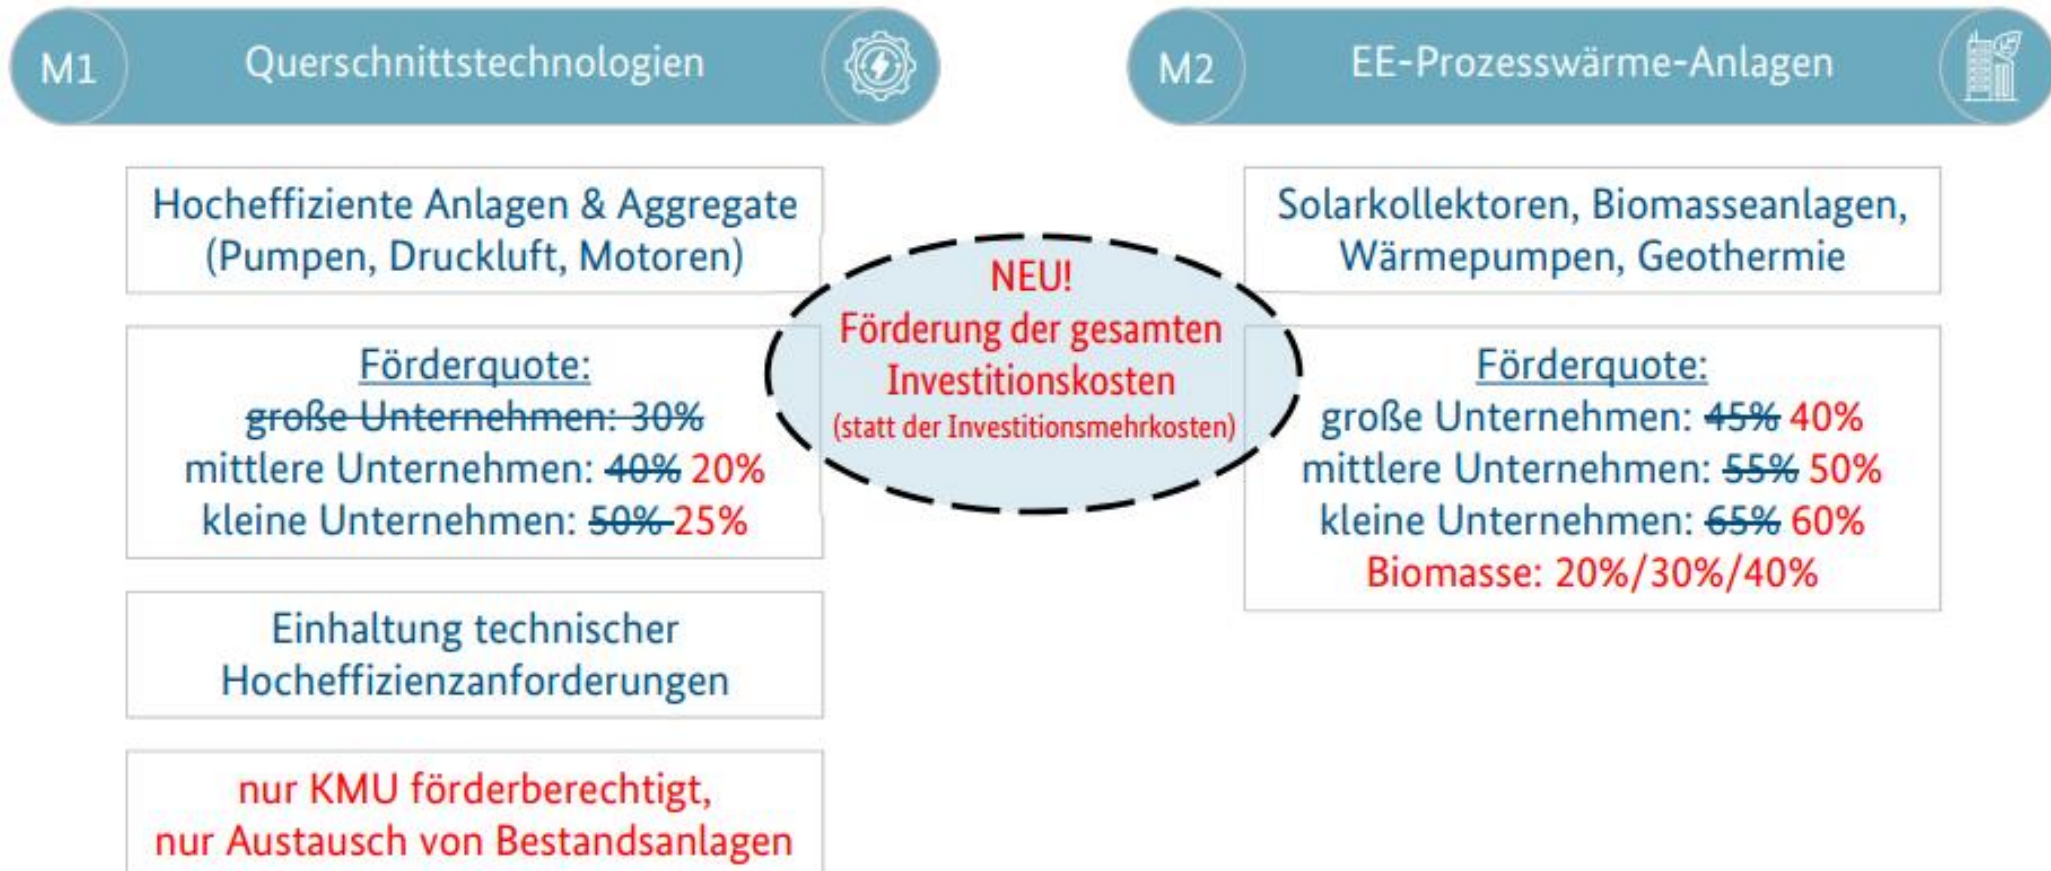 M1
Querschnittstechnologien
Hocheffiziente Anlagen & Aggregate
(Pumpen, Druckluft, Motoren)
Förderquote:
große Unternehmen: 30%
mittlere Unternehmen: 40% 20%
kleine Unternehmen: 50% 25%
Einhaltung technischer
Hocheffizienzanforderungen
nur KMU förderberechtigt,
nur Austausch von Bestandsanlagen
NEU!
Förderung der gesamten
Investitionskosten
(statt der Investitionsmehrkosten)
M2
EE-Prozesswärme-Anlagen
Solarkollektoren, Biomasseanlagen,
Wärmepumpen, Geothermie
Förderquote:
große Unternehmen: 45% 40%
mittlere Unternehmen: 55% 50%
kleine Unternehmen: 65% 60%
Biomasse: 20%/30%/40%